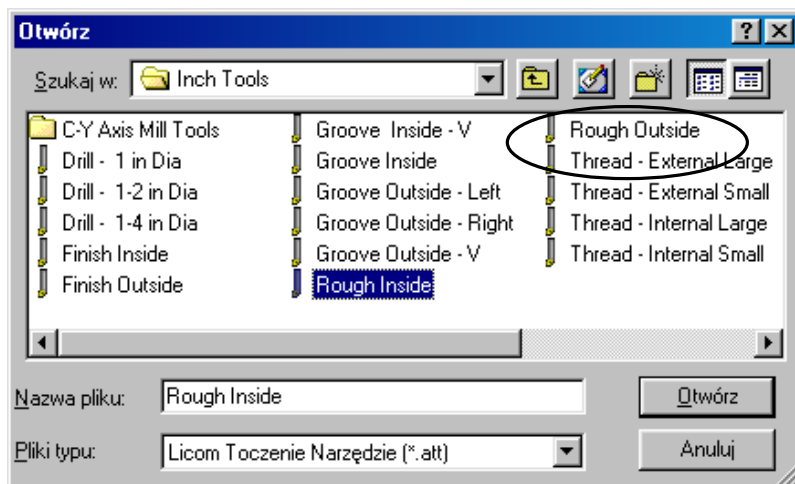 Otwórz
Szukaj w: Inch Tools
C-Y Axis Mill Tools
Drill - 1 in Dia
Drill - 1-2 in Dia
Drill - 1-4 in Dia
Finish Inside
Finish Outside
Groove Inside - V
Groove Inside
Groove Outside - Left
Groove Outside - Right
Groove Outside - V
Rough Inside
Rough Outside
Thread - External Large
Thread - External Small
Thread - Internal Large
Thread - Internal Small
Nazwa pliku: Rough Inside
Otwórz
Pliki typu: Licom Toczenie Narzędzie (*.att)
Anuluj